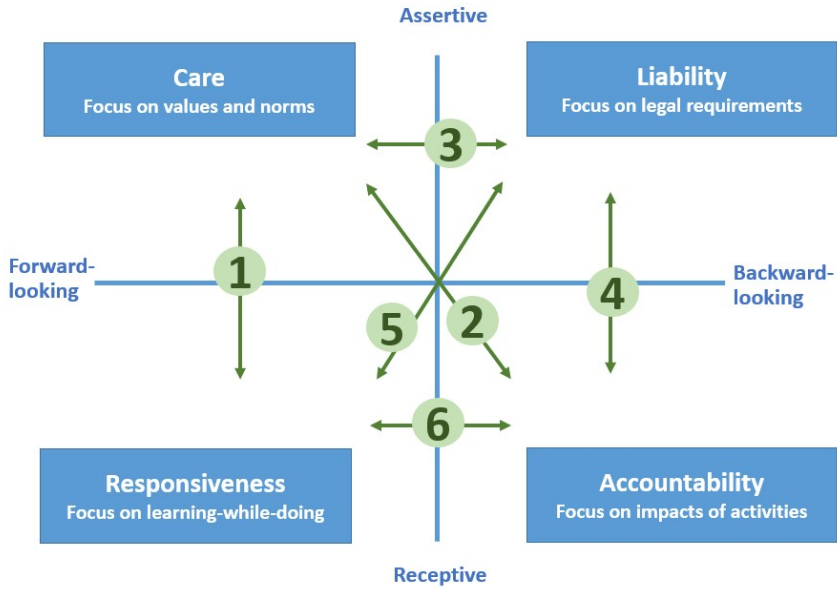 Assertive
Care
Focus on values and norms
Liability
Focus on legal requirements
3
Forward-
looking
1
Backward-
looking
4
5
2
6
Responsiveness
Focus on learning-while-doing
Accountability
Focus on impacts of activities
Receptive